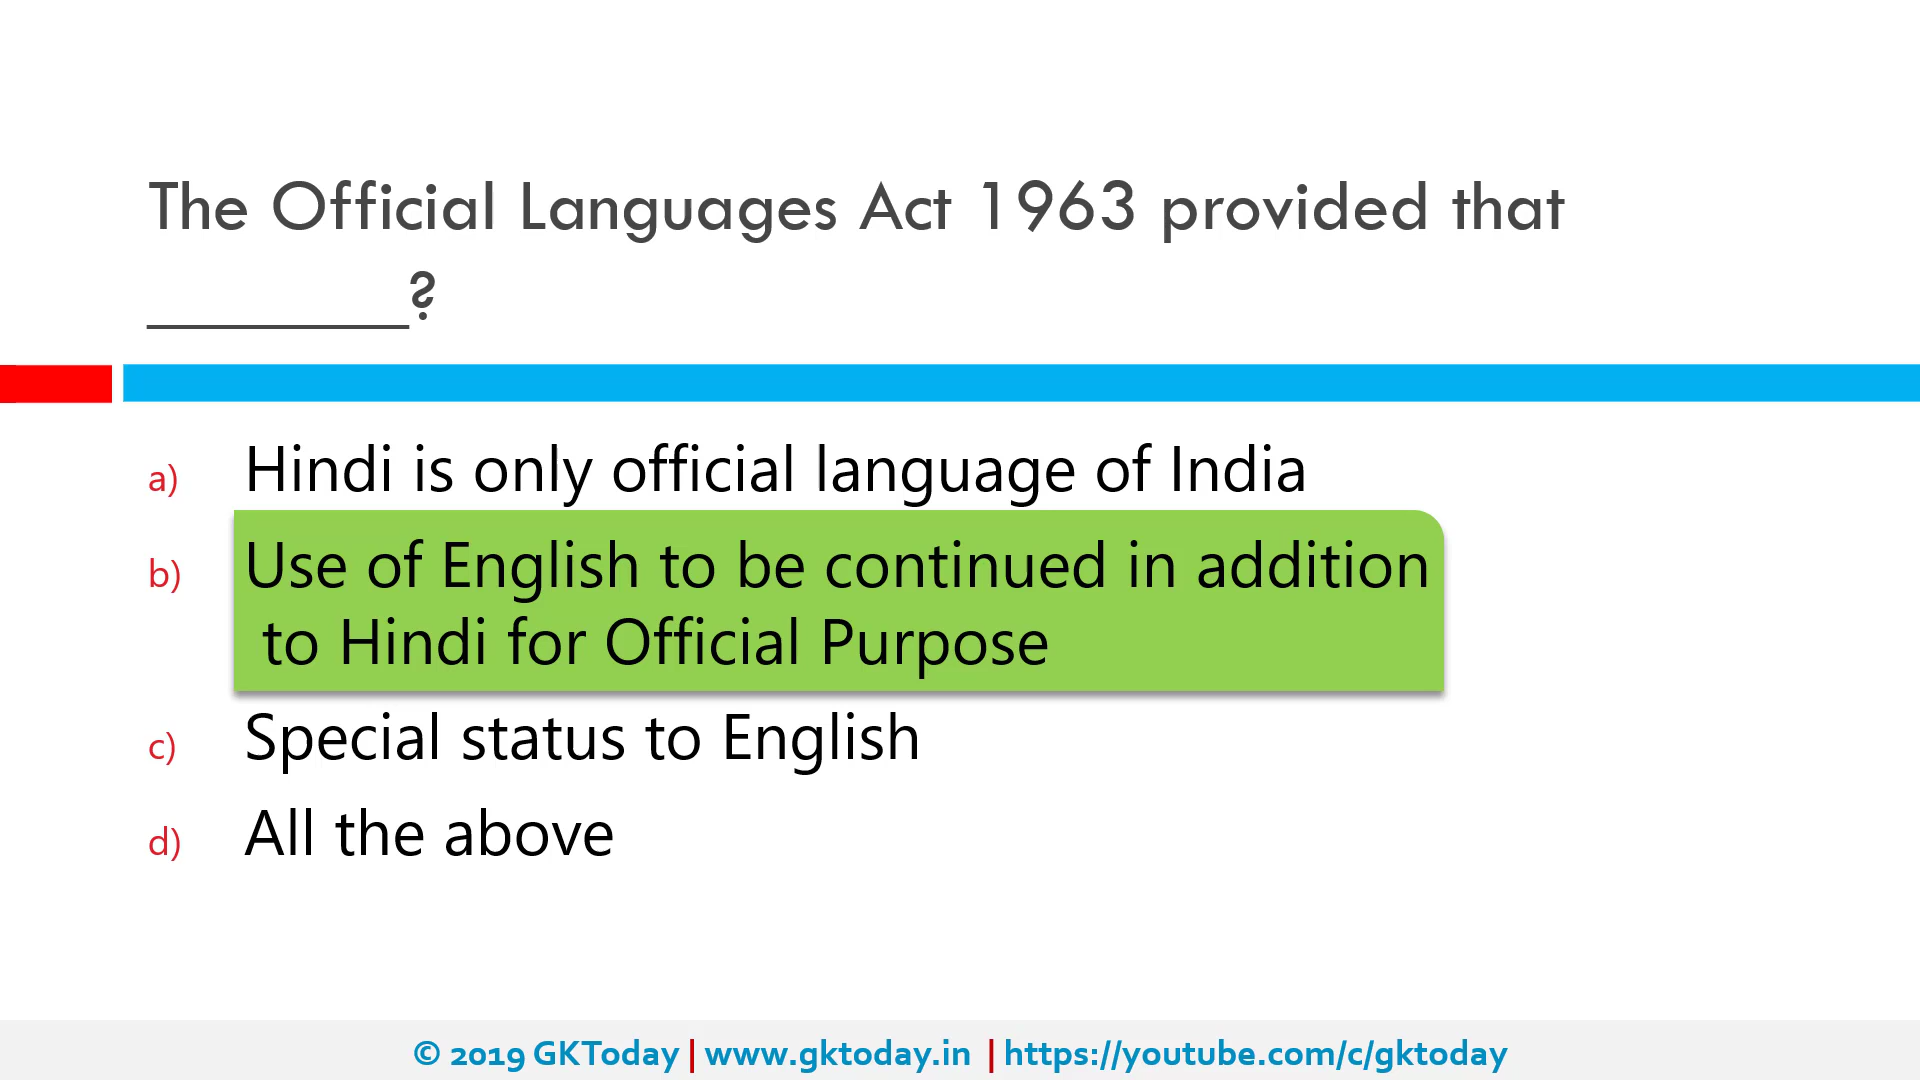 The Official Languages Act 1963 provided that
________?
a) Hindi is only official language of India
b) Use of English to be continued in addition
to Hindi for Official Purpose
c) Special status to English
d) All the above
© 2019 GKToday | www.gktoday.in | https://youtube.com/c/gktoday